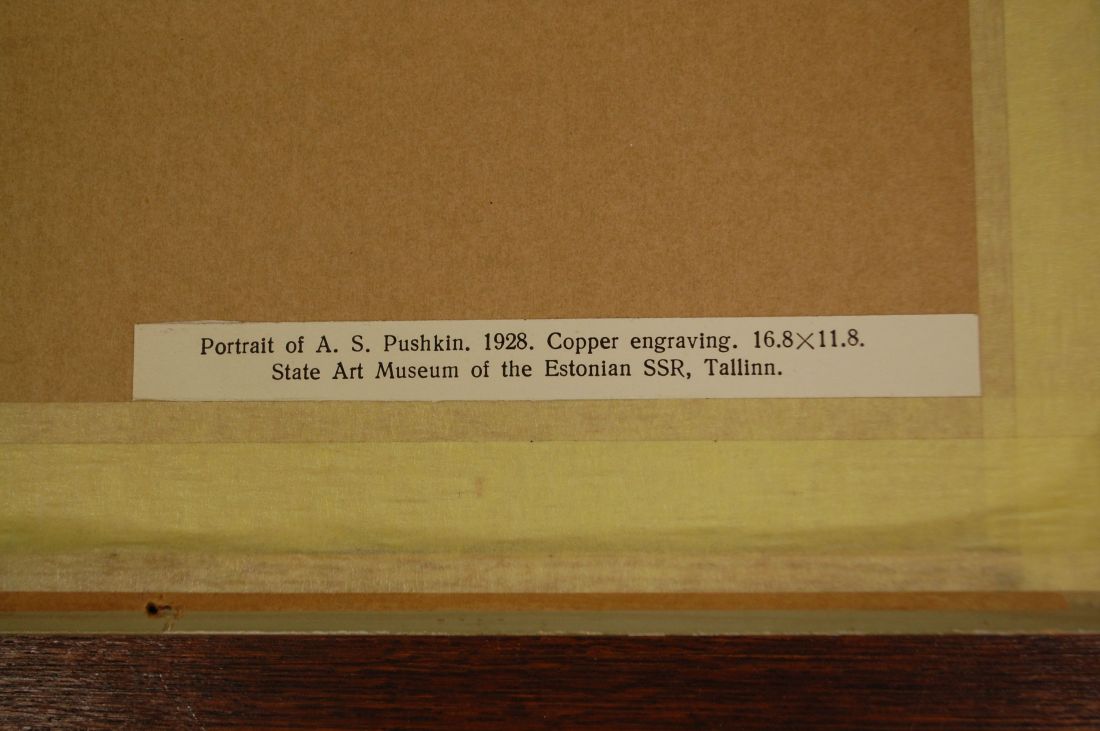 Portrait of A. S. Pushkin. 1928. Copper engraving. 16.8×11.8.
State Art Museum of the Estonian SSR, Tallinn.